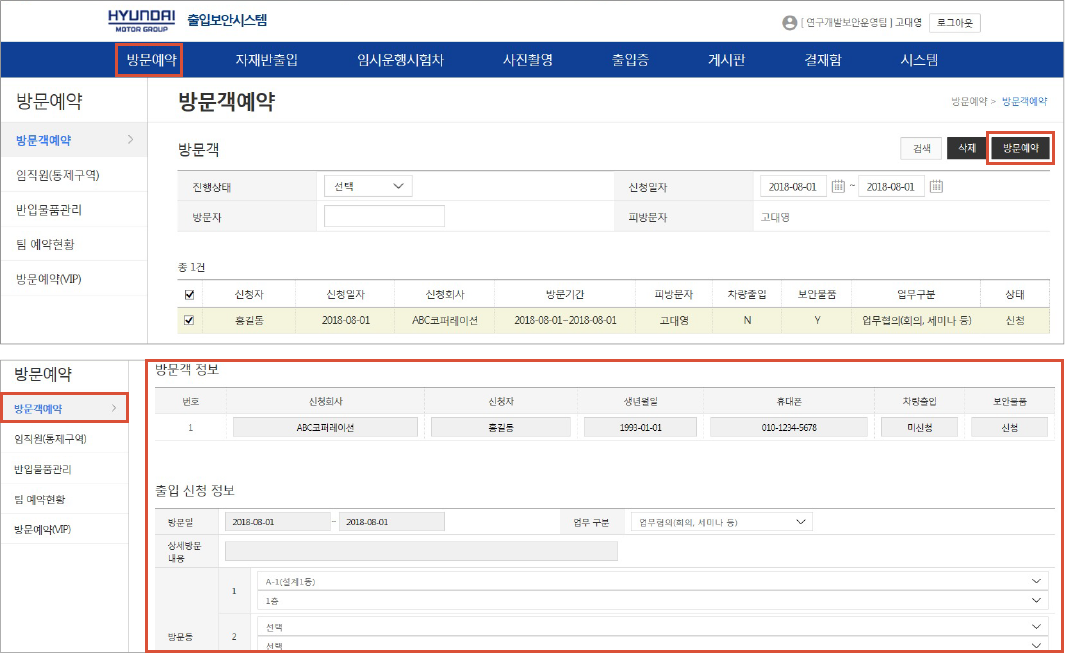 HYUNDAI
MOTOR GROUP
출입보안시스템
[ 연구개발보안운영팀 ] 고대영 로그아웃
방문예약 자재반출입 임시운행시험차 사진촬영 출입증 게시판 결재함 시스템
방문예약
방문객예약
임직원(통제구역)
반입물품관리
팀 예약현황
방문예약(VIP)
방문객예약
방문예약 > 방문객예약
방문객
검색 삭제 방문예약
진행상태 선택 신청일자 2018-08-01 ~ 2018-08-01
방문자 피방문자 고대영
총 1건
신청자 신청일자 신청회사 방문기간 피방문자 차량출입 보안물품 업무구분 상태
홍길동 2018-08-01 ABC코퍼레이션 2018-08-01~2018-08-01 고대영 N Y 업무협의(회의, 세미나 등) 신청
방문예약
방문객예약
임직원(통제구역)
반입물품관리
팀 예약현황
방문예약(VIP)
방문객 정보
번호 신청회사 신청자 생년월일 휴대폰 차량출입 보안물품
1 ABC코퍼레이션 홍길동 1993-01-01 010-1234-5678 미신청 신청
출입 신청 정보
방문일 2018-08-01 ~ 2018-08-01 업무 구분 업무협의(회의, 세미나 등)
상세방문
내용
방문동
1 A-1(설계1동)
1층
2 선택
선택